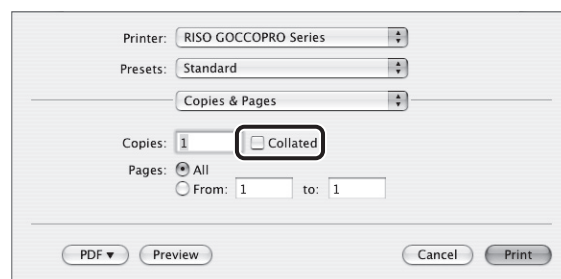 Printer: RISO GOCCOPRO Series
Presets: Standard
Copies & Pages
Copies: 1 Collated
Pages: All
From: 1 to: 1
PDF ▼ Preview Cancel Print